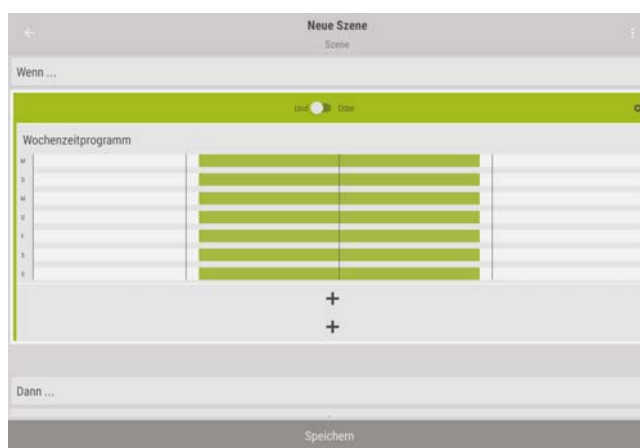 Neue Szene
Szene
Wenn ...
Und Oder
Wochenzeitprogramm
M
D
M
D
F
S
S
+
+
Dann ...
Speichern